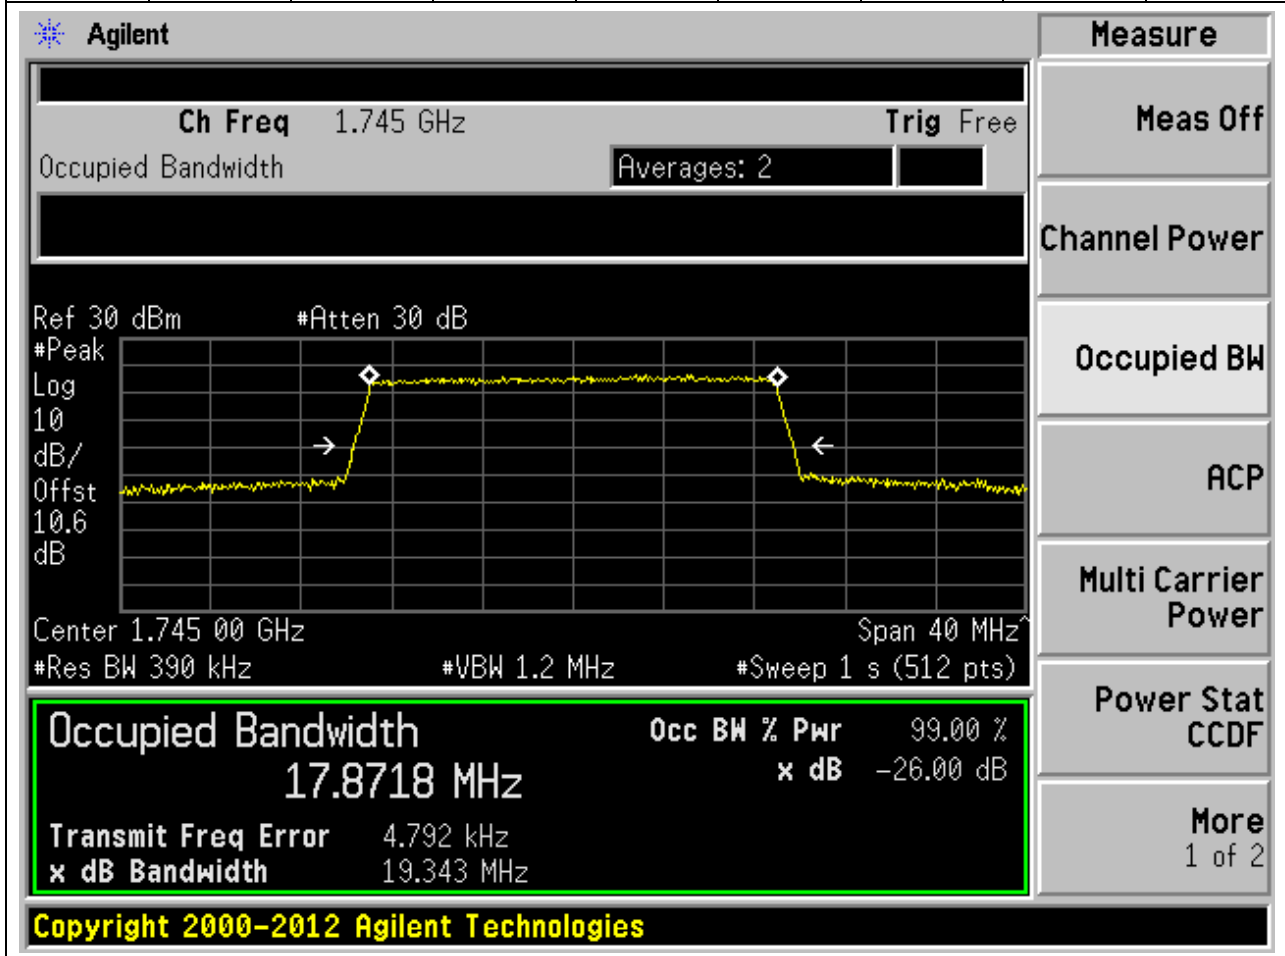 Agilent
Measure
Ch Freq 1.745 GHz Trig Free
Occupied Bandwidth Averages: 2
Meas Off
Channel Power
Occupied BW
ACP
Multi Carrier
Power
Power Stat
CCDF
More
1 of 2
Ref 30 dBm #Atten 30 dB
#Peak
Log
10
dB/
Offst
10.6
dB
Center 1.745 00 GHz Span 40 MHz^
#Res BW 390 kHz #VBW 1.2 MHz #Sweep 1 s (512 pts)
Occupied Bandwidth
17.8718 MHz
Occ BW % Pwr 99.00 %
x dB -26.00 dB
Transmit Freq Error 4.792 kHz
x dB Bandwidth 19.343 MHz
Copyright 2000-2012 Agilent Technologies